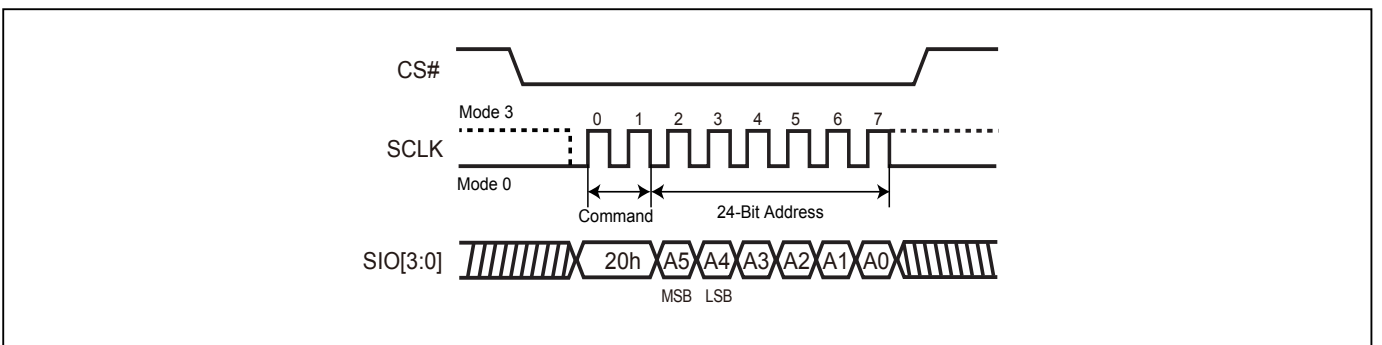 CS#
Mode 3
0 1 2 3 4 5 6 7
SCLK
Mode 0
Command 24-Bit Address
SIO[3:0] 20h A5 A4 A3 A2 A1 A0
MSB LSB